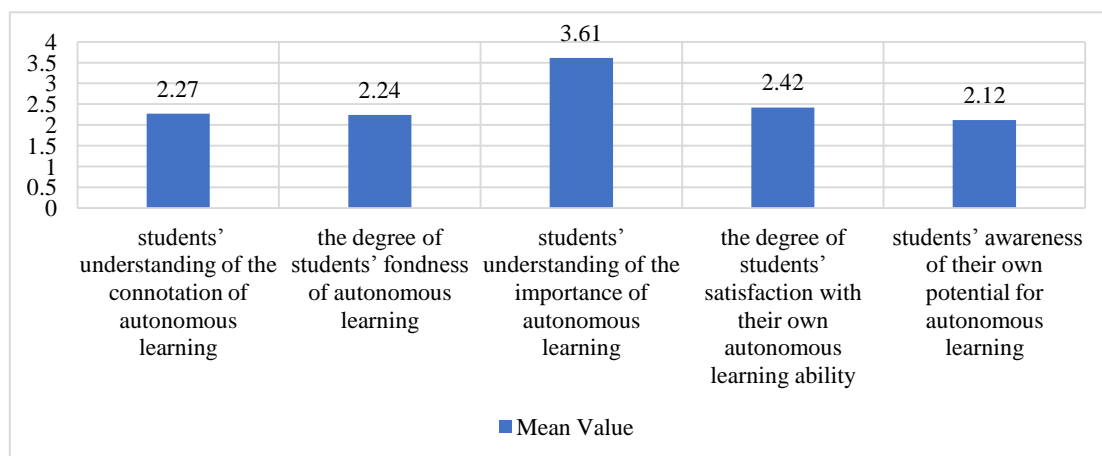 4
3.5
3
2.5
2
1.5
1
0.5
0
2.27
2.24
3.61
2.42
2.12
students’
understanding of the
connotation of
autonomous
learning
the degree of
students’ fondness
of autonomous
learning
students’
understanding of the
importance of
autonomous
learning
the degree of
students’
satisfaction with
their own
autonomous
learning ability
students’ awareness
of their own
potential for
autonomous
learning
Mean Value